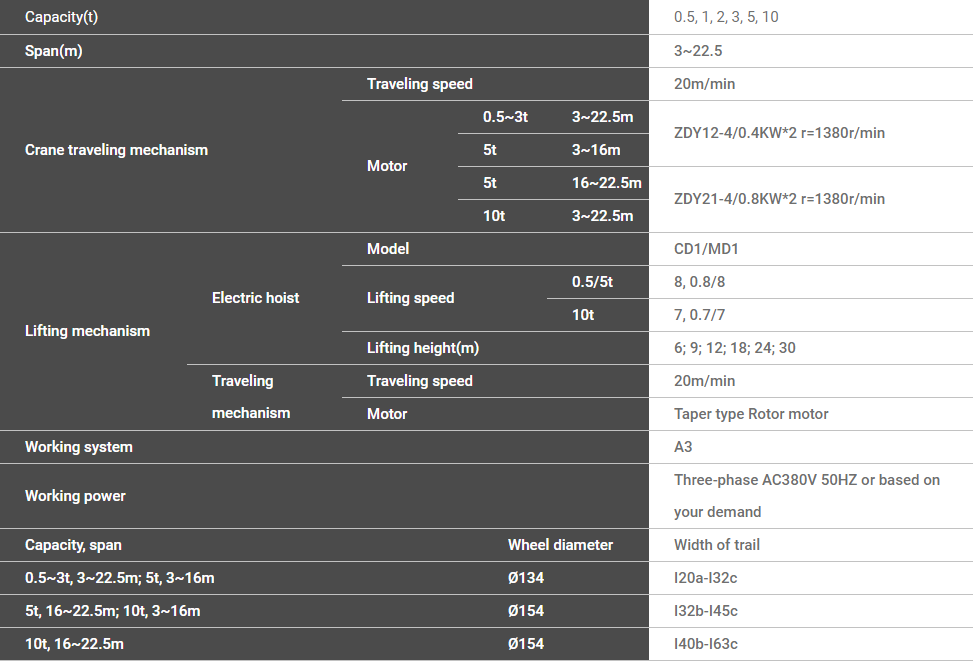 Capacity(t) 0.5, 1, 2, 3, 5, 10
Span(m) 3~22.5
Crane traveling mechanism
Traveling speed 20m/min
Motor
0.5~3t 3~22.5m
5t 3~16m
ZDY12-4/0.4KW*2 r=1380r/min
5t 16~22.5m
10t 3~22.5m
ZDY21-4/0.8KW*2 r=1380r/min
Lifting mechanism
Electric hoist
Model CD1/MD1
Lifting speed
0.5/5t 8, 0.8/8
10t 7, 0.7/7
Lifting height(m) 6; 9; 12; 18; 24; 30
Traveling
mechanism
Traveling speed 20m/min
Motor Taper type Rotor motor
Working system A3
Working power
Three-phase AC380V 50HZ or based on
your demand
Capacity, span Wheel diameter Width of trail
0.5~3t, 3~22.5m; 5t, 3~16m Ø134 I20a-I32c
5t, 16~22.5m; 10t, 3~16m Ø154 I32b-I45c
10t, 16~22.5m Ø154 I40b-I63c